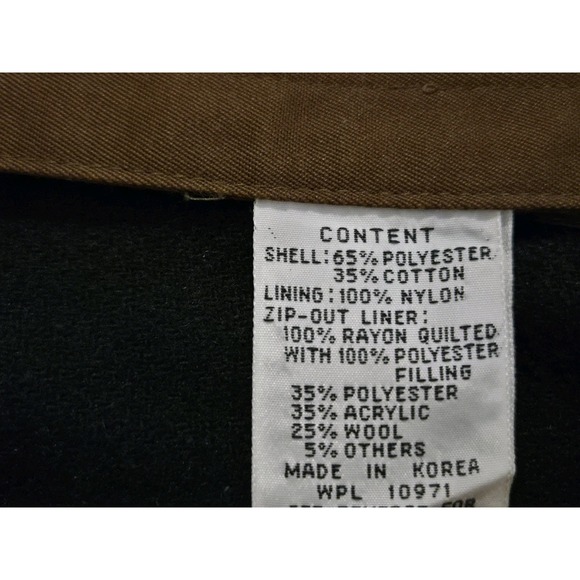 CONTENT
SHELL:65% POLYESTER
35% COTTON
LINING:100% NYLON
ZIP-OUT LINER:
100% RAYON QUILTED
WITH 100% POLYESTER
FILLING
35% POLYESTER
35% ACRYLIC
25% WOOL
5% OTHERS
MADE IN KOREA
WPL 10971
FOR